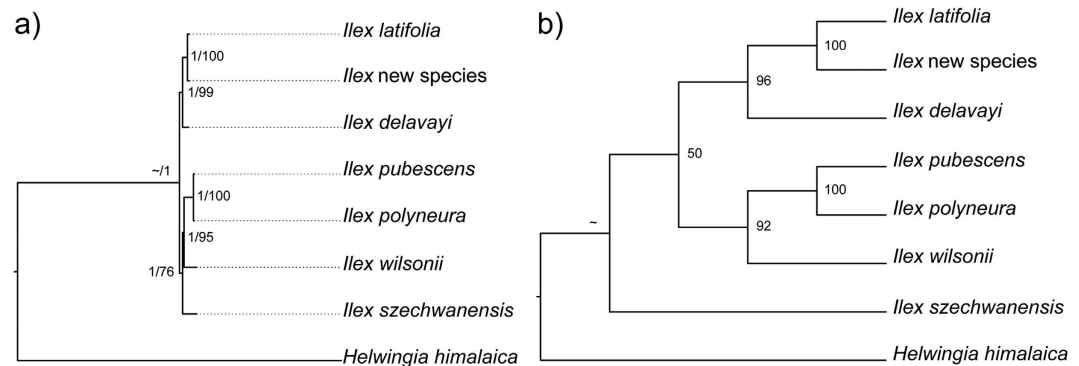 a)
Ilex latifolia
1/100
Ilex new species
1/99
Ilex delavayi
~/1
Ilex pubescens
1/100
Ilex polyneura
1/95
Ilex wilsonii
1/76
Ilex szechwanensis
Helwingia himalaica
b)
Ilex latifolia
100
Ilex new species
96
Ilex delavayi
50
Ilex pubescens
100
Ilex polyneura
92
Ilex wilsonii
~
Ilex szechwanensis
Helwingia himalaica